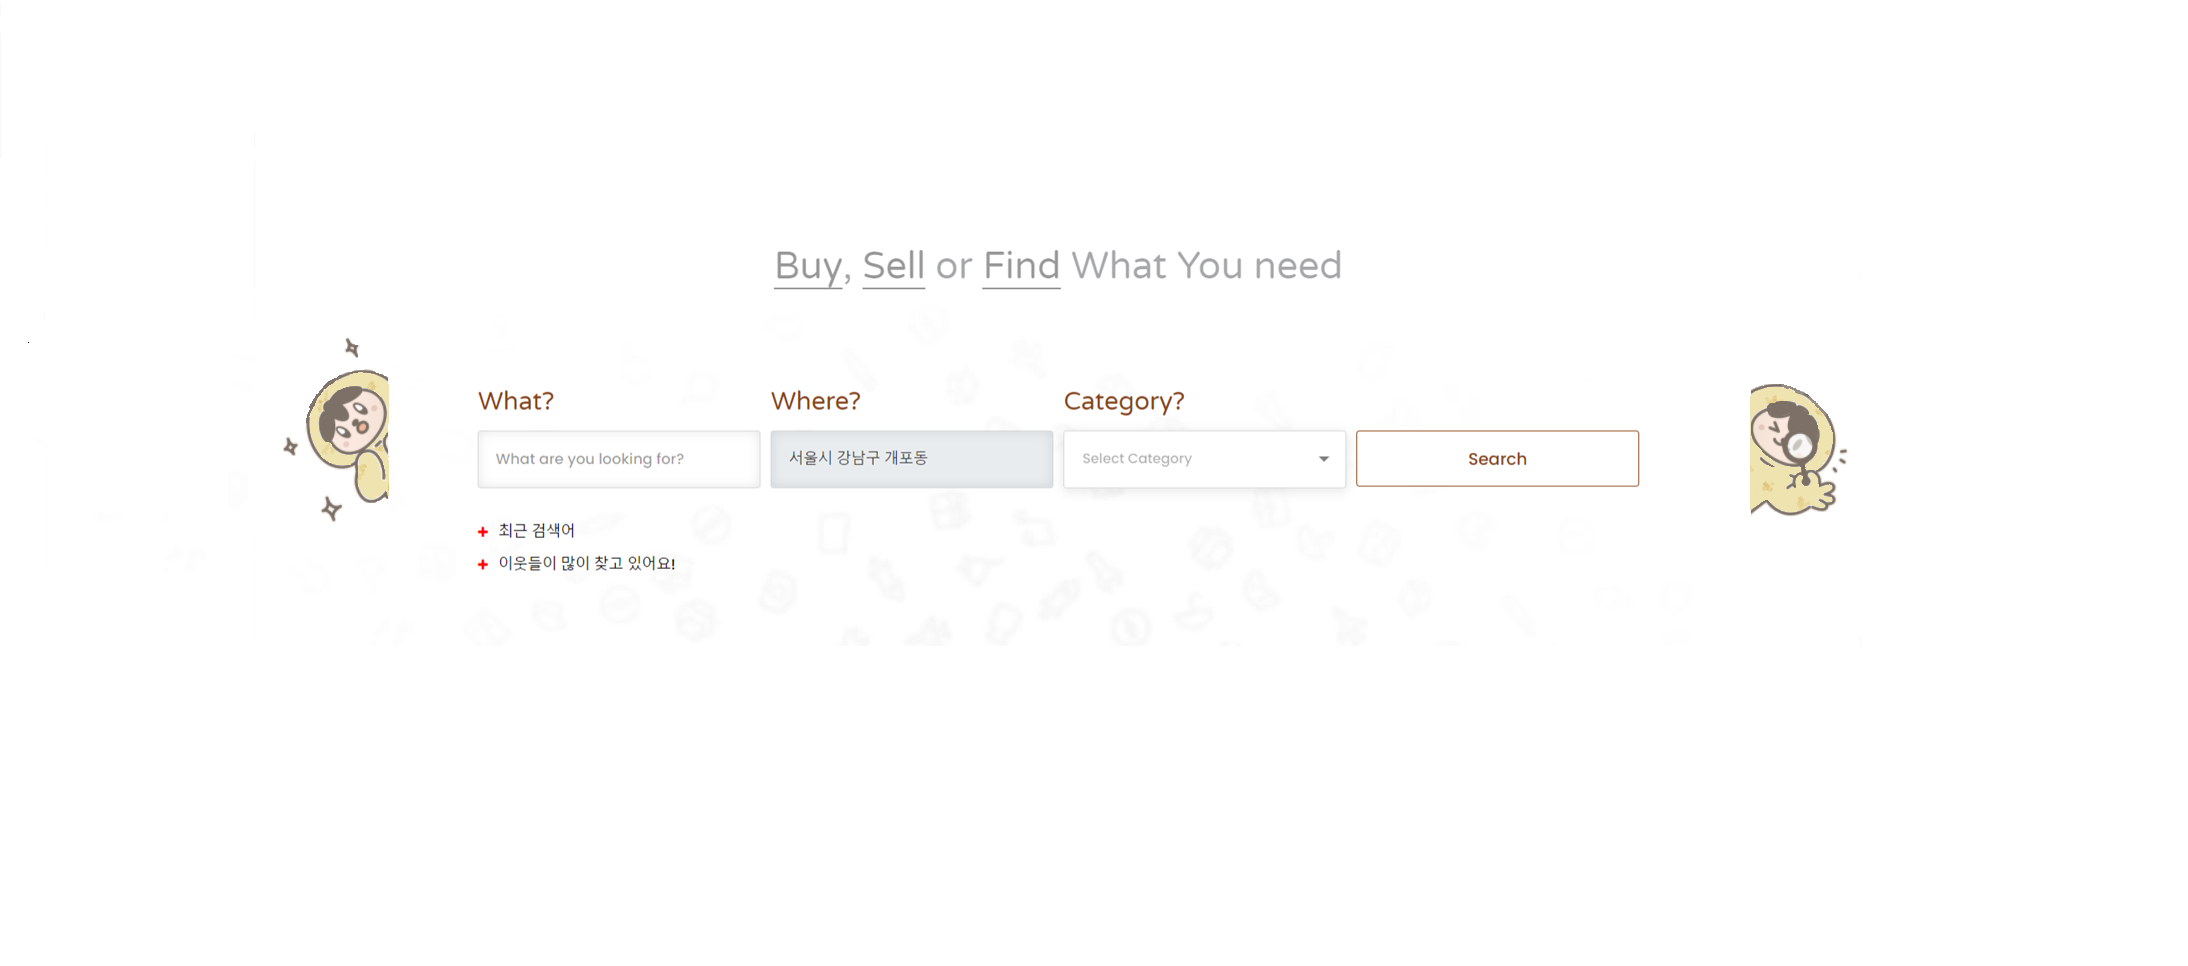 Buy, Sell or Find What You need
What? Where? Category?
What are you looking for? 서울시 강남구 개포동 Select Category Search
+ 최근 검색어
+ 이웃들이 많이 찾고 있어요!